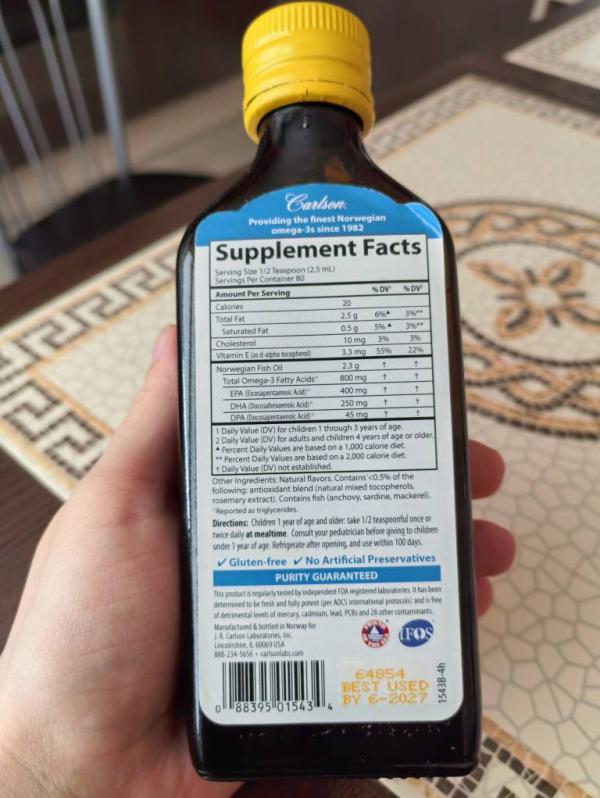 Carlson.
Providing the finest Norwegian
omega-3s since 1982
Supplement Facts
Serving Size 1/2 Teaspoon (2.5 mL)
Servings Per Container 80
Amount Per Serving % DV¹ % DV²
Calories 20
Total Fat 2.5 g 6%▲ 3%**
Saturated Fat 0.5 g 5%▲ 3%**
Cholesterol 10 mg 3% 3%
Vitamin E (as d-alpha tocopherol) 3.3 mg 55% 22%
Norwegian Fish Oil 2.3 g † †
Total Omega-3 Fatty Acids° 800 mg † †
EPA (Eicosapentaenoic Acid)° 400 mg † †
DHA (Docosahexaenoic Acid)° 250 mg † †
DPA (Docosapentaenoic Acid)° 45 mg † †
1 Daily Value (DV) for children 1 through 3 years of age.
2 Daily Value (DV) for adults and children 4 years of age or older.
▲ Percent Daily Values are based on a 1,000 calorie diet.
** Percent Daily Values are based on a 2,000 calorie diet.
† Daily Value (DV) not established.
Other Ingredients: Natural flavors. Contains <0.5% of the
following: antioxidant blend (natural mixed tocopherols,
rosemary extract). Contains fish (anchovy, sardine, mackerel).
°Reported as triglycerides.
Directions: Children 1 year of age and older: take 1/2 teaspoonful once or
twice daily at mealtime. Consult your pediatrician before giving to children
under 1 year of age. Refrigerate after opening, and use within 100 days.
✓ Gluten-free ✓ No Artificial Preservatives
PURITY GUARANTEED
This product is regularly tested by independent FDA registered laboratories. It has been
determined to be fresh and fully potent (per AOCS international protocols) and is free
of detrimental levels of mercury, cadmium, lead, PCBs and 28 other contaminants.
Manufactured & bottled in Norway for
J. R. Carlson Laboratories, Inc.
Lincolnshire, IL 60069 USA
888-234-5656 • carlsonlabs.com
IFOS
64854
BEST USED
BY 6-2027
1543B-4h
0 88395 01543 4